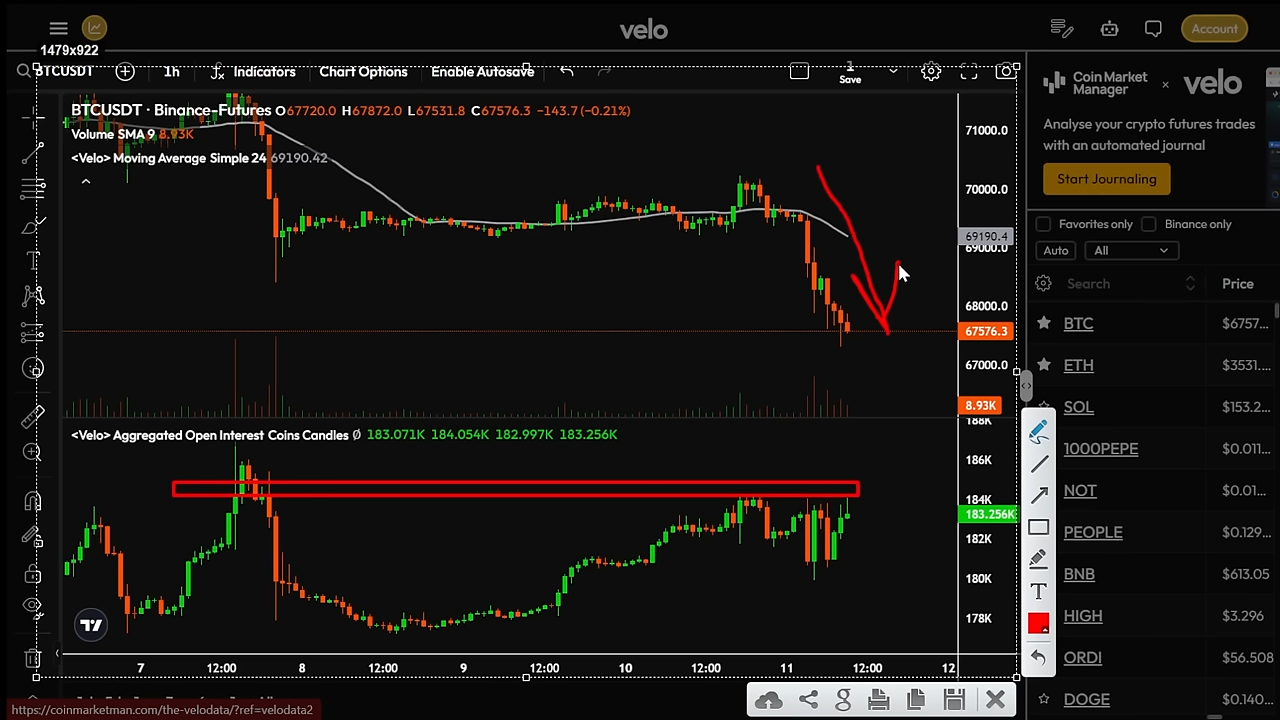 velo
Account
1479x922
BTCUSDT
1h
Indicators
Chart Options
Enable Autosave
1
Save
BTCUSDT · Binance-Futures O67720.0 H67872.0 L67531.8 C67576.3 −143.7 (−0.21%)
Volume SMA 9 8.93K
<Velo> Moving Average Simple 24 69190.42
71000.0
70000.0
69190.4
69000.0
68000.0
67576.3
67000.0
8.93K
<Velo> Aggregated Open Interest Coins Candles Ø 183.071K 184.054K 182.997K 183.256K
188K
186K
184K
183.256K
182K
180K
178K
7 12:00 8 12:00 9 12:00 10 12:00 11 12:00 12
Coin Market
Manager
× velo
Analyse your crypto futures trades
with an automated journal
Start Journaling
Favorites only
Binance only
Auto
All
Search
Price
BTC $6757...
ETH $3531....
SOL $153.2...
1000PEPE $0.011...
NOT $0.01...
PEOPLE $0.129...
BNB $613.05
HIGH $3.296
ORDI $56.508
DOGE $0.140...
T
g
https://coinmarketman.com/the-velodata/?ref=velodata2